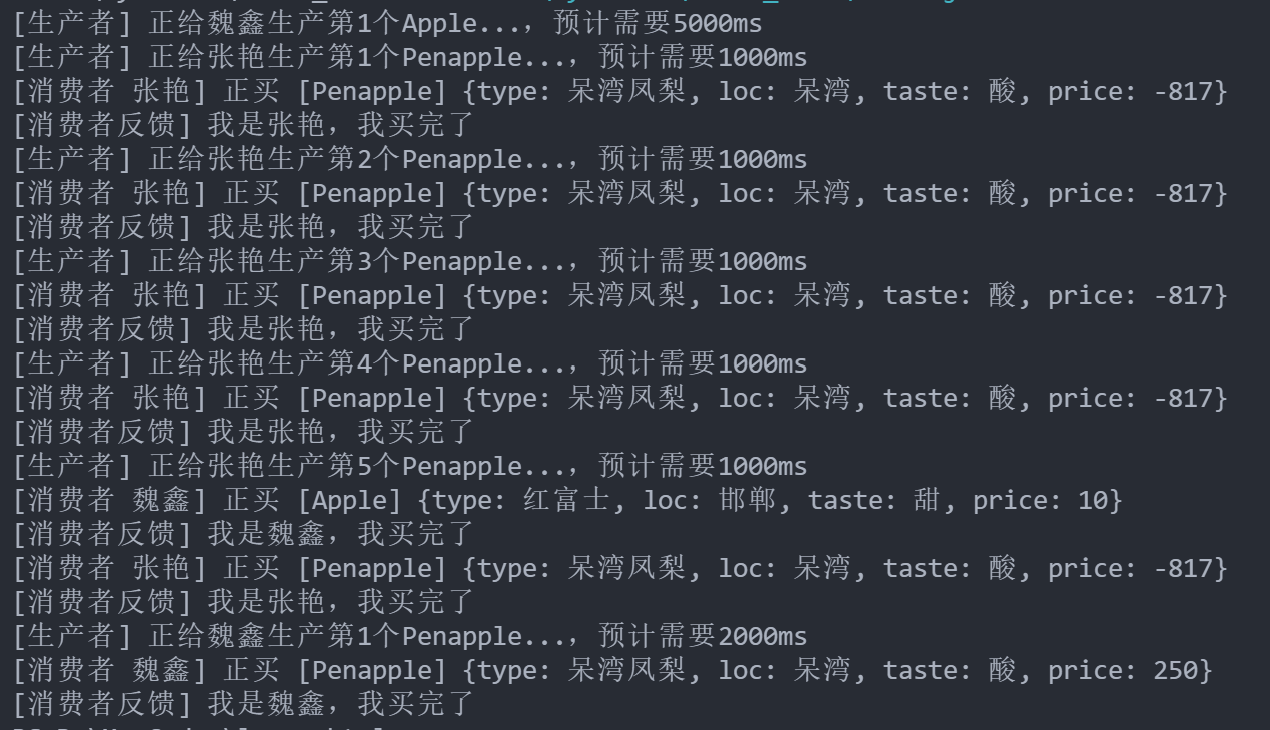 [生产者] 正给魏鑫生产第1个Apple...，预计需要5000ms
[生产者] 正给张艳生产第1个Penapple...，预计需要1000ms
[消费者 张艳] 正买 [Penapple] {type: 呆湾凤梨, loc: 呆湾, taste: 酸, price: -817}
[消费者反馈] 我是张艳，我买完了
[生产者] 正给张艳生产第2个Penapple...，预计需要1000ms
[消费者 张艳] 正买 [Penapple] {type: 呆湾凤梨, loc: 呆湾, taste: 酸, price: -817}
[消费者反馈] 我是张艳，我买完了
[生产者] 正给张艳生产第3个Penapple...，预计需要1000ms
[消费者 张艳] 正买 [Penapple] {type: 呆湾凤梨, loc: 呆湾, taste: 酸, price: -817}
[消费者反馈] 我是张艳，我买完了
[生产者] 正给张艳生产第4个Penapple...，预计需要1000ms
[消费者 张艳] 正买 [Penapple] {type: 呆湾凤梨, loc: 呆湾, taste: 酸, price: -817}
[消费者反馈] 我是张艳，我买完了
[生产者] 正给张艳生产第5个Penapple...，预计需要1000ms
[消费者 魏鑫] 正买 [Apple] {type: 红富士, loc: 邯郸, taste: 甜, price: 10}
[消费者反馈] 我是魏鑫，我买完了
[消费者 张艳] 正买 [Penapple] {type: 呆湾凤梨, loc: 呆湾, taste: 酸, price: -817}
[消费者反馈] 我是张艳，我买完了
[生产者] 正给魏鑫生产第1个Penapple...，预计需要2000ms
[消费者 魏鑫] 正买 [Penapple] {type: 呆湾凤梨, loc: 呆湾, taste: 酸, price: 250}
[消费者反馈] 我是魏鑫，我买完了